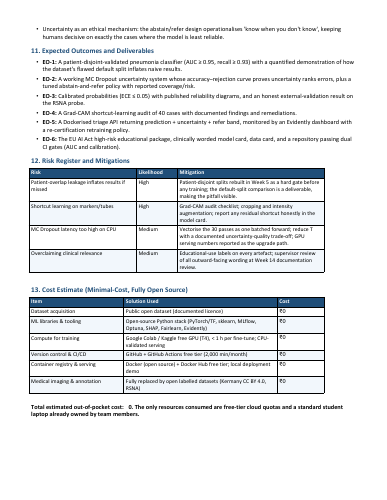 • Uncertainty as an ethical mechanism: the abstain/refer design operationalises 'know when you don't know', keeping
humans decisive on exactly the cases where the model is least reliable.
11. Expected Outcomes and Deliverables
• EO-1: A patient-disjoint-validated pneumonia classifier (AUC ≥ 0.95, recall ≥ 0.93) with a quantified demonstration of how
the dataset's flawed default split inflates naive results.
• EO-2: A working MC Dropout uncertainty system whose accuracy-rejection curve proves uncertainty ranks errors, plus a
tuned abstain-and-refer policy with reported coverage/risk.
• EO-3: Calibrated probabilities (ECE ≤ 0.05) with published reliability diagrams, and an honest external-validation result on
the RSNA probe.
• EO-4: A Grad-CAM shortcut-learning audit of 40 cases with documented findings and remediations.
• EO-5: A Dockerised triage API returning prediction + uncertainty + refer band, monitored by an Evidently dashboard with
a re-certification retraining policy.
• EO-6: The EU AI Act high-risk educational package, clinically worded model card, data card, and a repository passing dual
CI gates (AUC and calibration).
12. Risk Register and Mitigations
Risk Likelihood Mitigation
Patient-overlap leakage inflates results if
missed
High
Patient-disjoint splits rebuilt in Week 5 as a hard gate before
any training; the default-split comparison is a deliverable,
making the pitfall visible.
Shortcut learning on markers/tubes High Grad-CAM audit checklist; cropping and intensity
augmentation; report any residual shortcut honestly in the
model card.
MC Dropout latency too high on CPU Medium Vectorise the 30 passes as one batched forward; reduce T
with a documented uncertainty-quality trade-off; GPU
serving numbers reported as the upgrade path.
Overclaiming clinical relevance Medium Educational-use labels on every artefact; supervisor review
of all outward-facing wording at Week 14 documentation
review.
13. Cost Estimate (Minimal-Cost, Fully Open Source)
Item Solution Used Cost
Dataset acquisition Public open dataset (documented licence) ₹0
ML libraries & tooling Open-source Python stack (PyTorch/TF, sklearn, MLflow,
Optuna, SHAP, Fairlearn, Evidently)
₹0
Compute for training Google Colab / Kaggle free GPU (T4), < 1 h per fine-tune; CPU-
validated serving
₹0
Version control & CI/CD GitHub + GitHub Actions free tier (2,000 min/month) ₹0
Container registry & serving Docker (open source) + Docker Hub free tier; local deployment
demo
₹0
Medical imaging & annotation Fully replaced by open labelled datasets (Kermany CC BY 4.0,
RSNA)
₹0
Total estimated out-of-pocket cost: 0. The only resources consumed are free-tier cloud quotas and a standard student
laptop already owned by team members.